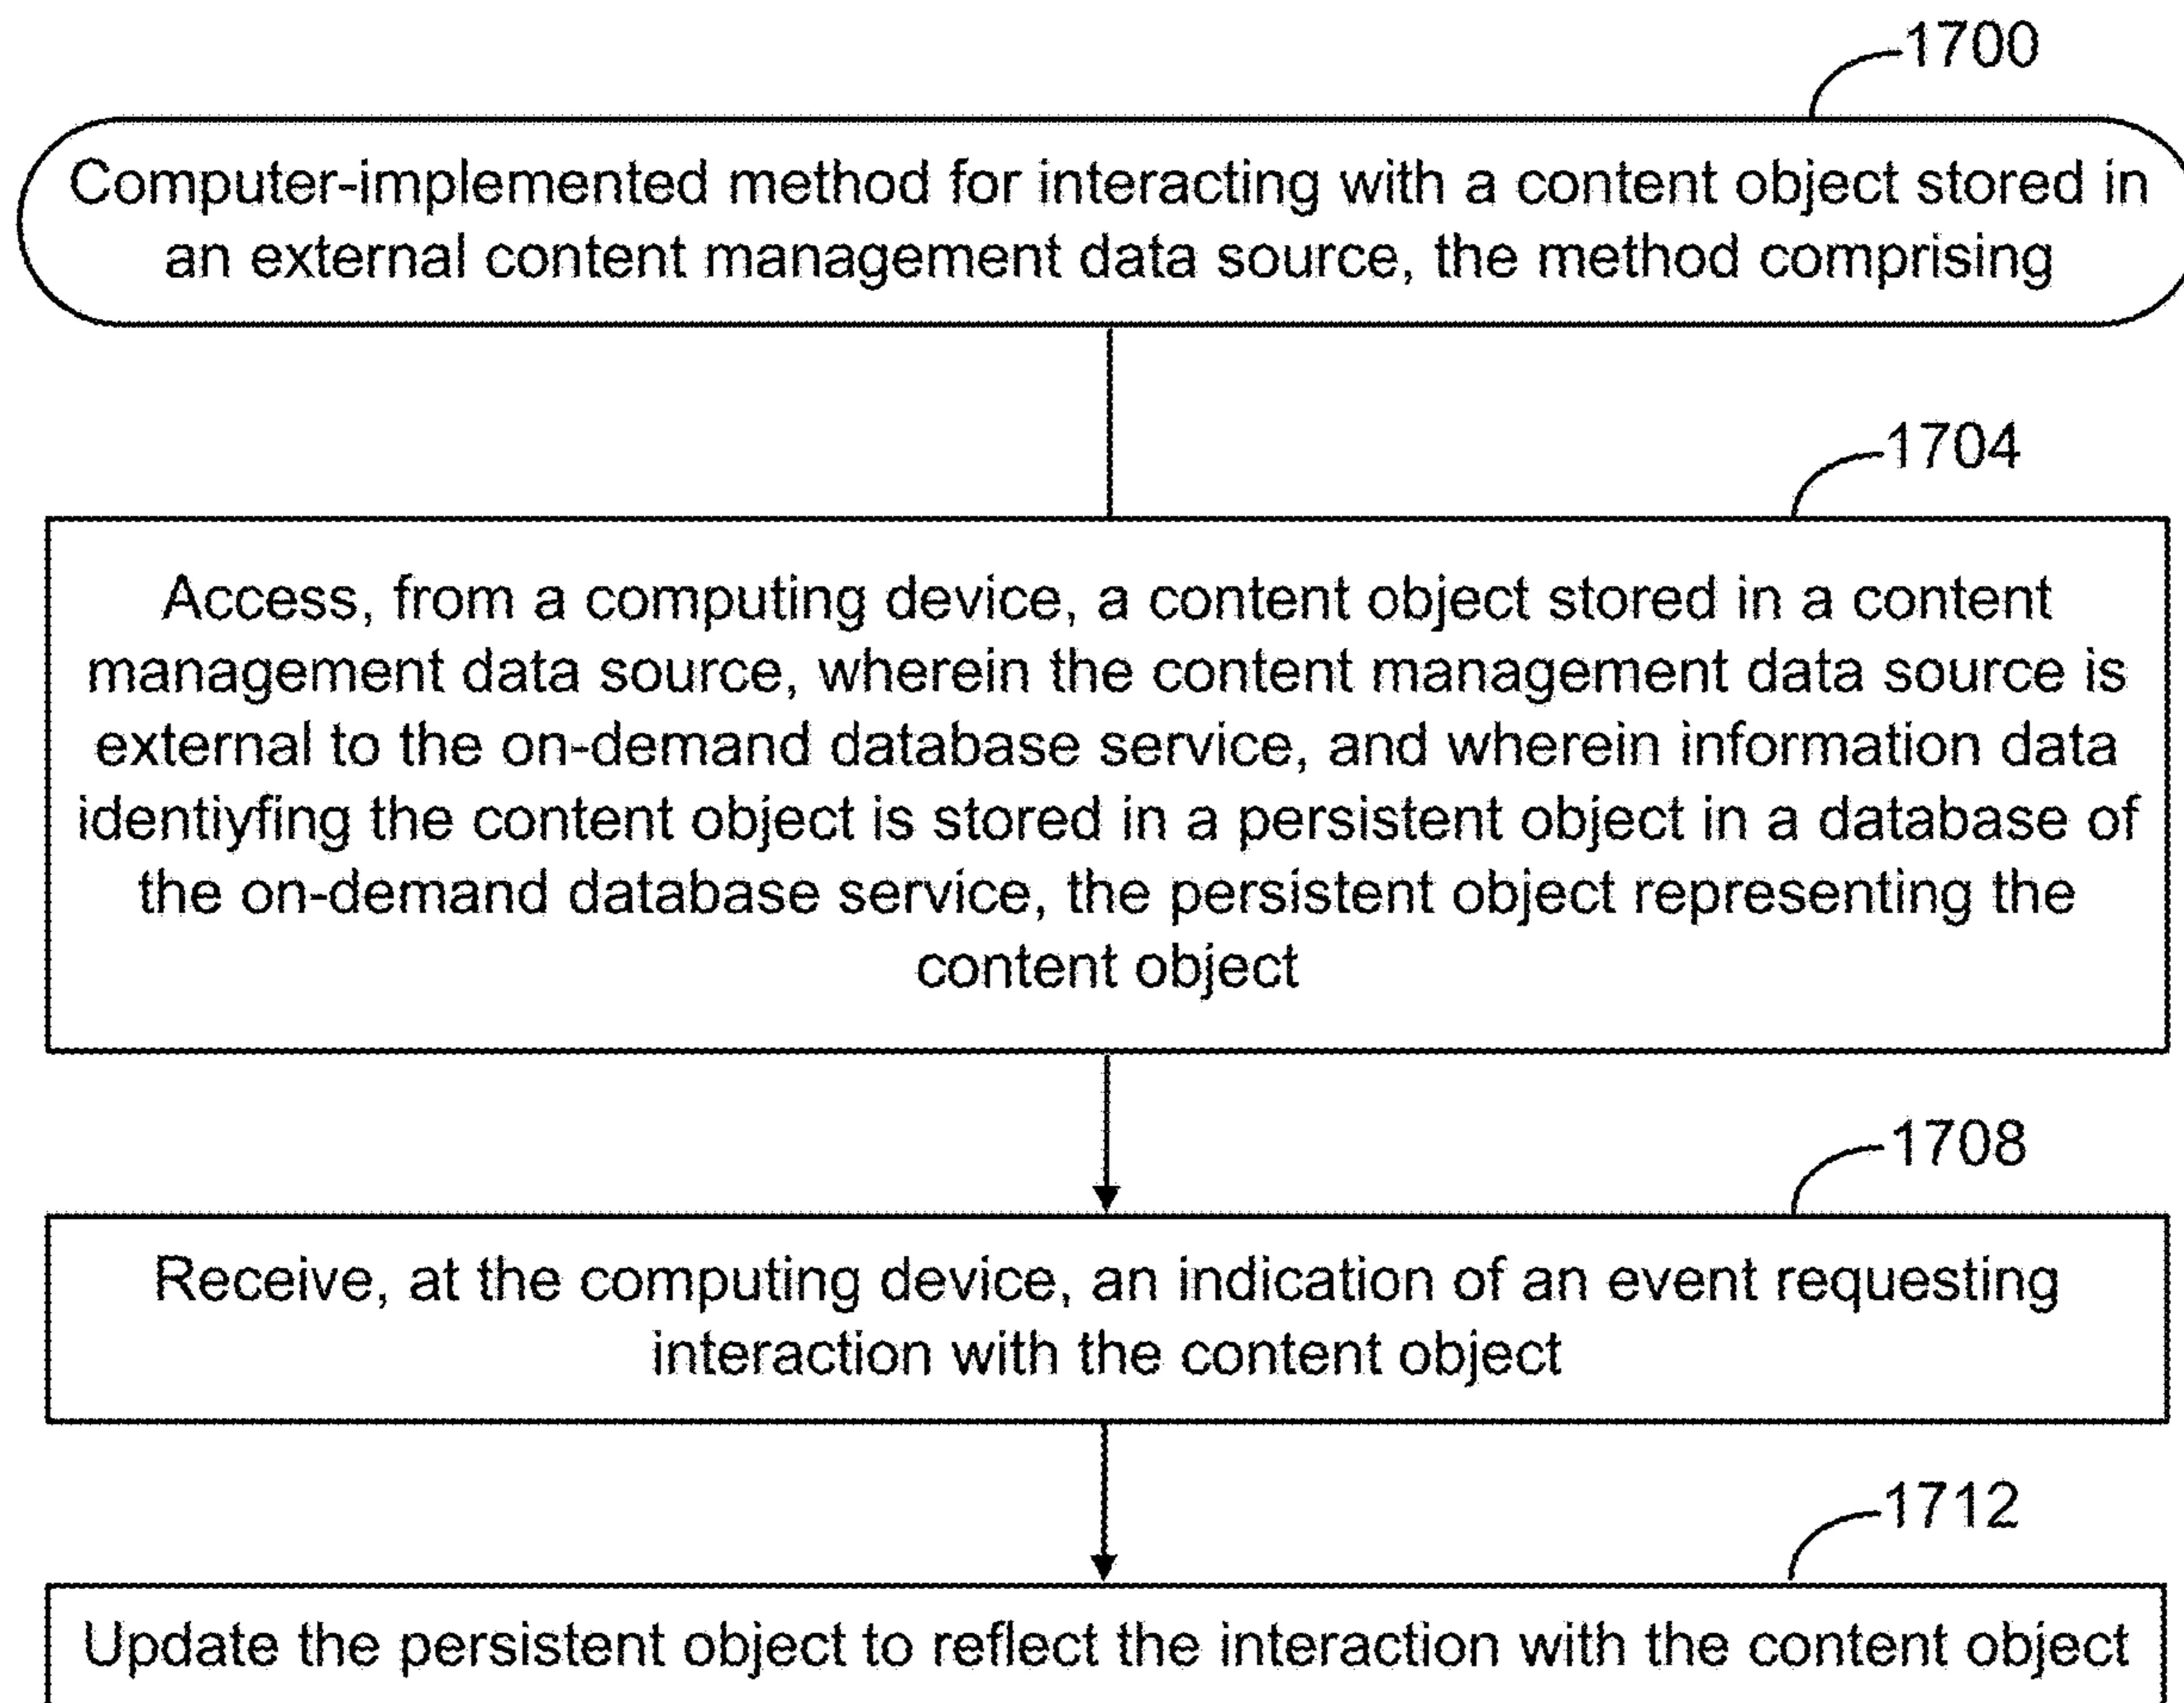 1700
Computer-implemented method for interacting with a content object stored in
an external content management data source, the method comprising
1704
Access, from a computing device, a content object stored in a content
management data source, wherein the content management data source is
external to the on-demand database service, and wherein information data
identiyfing the content object is stored in a persistent object in a database of
the on-demand database service, the persistent object representing the
content object
1708
Receive, at the computing device, an indication of an event requesting
interaction with the content object
1712
Update the persistent object to reflect the interaction with the content object